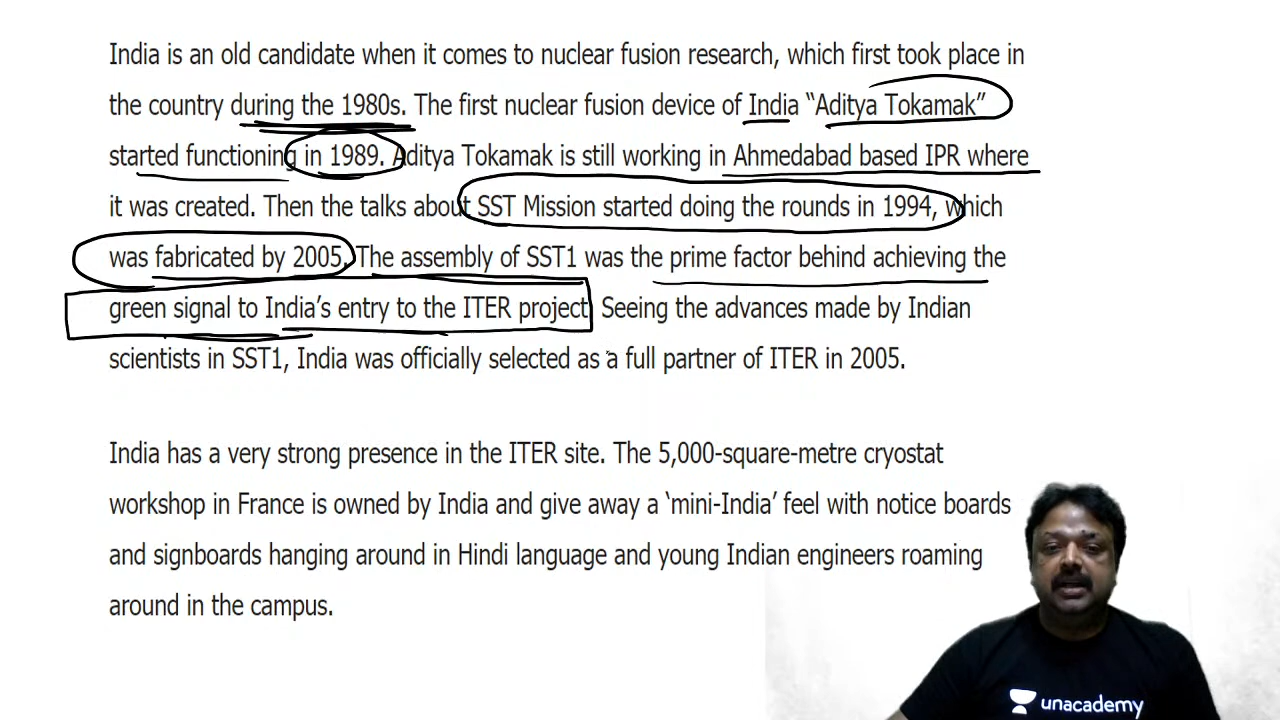 India is an old candidate when it comes to nuclear fusion research, which first took place in
the country during the 1980s. The first nuclear fusion device of India “Aditya Tokamak”
started functioning in 1989. Aditya Tokamak is still working in Ahmedabad based IPR where
it was created. Then the talks about SST Mission started doing the rounds in 1994, which
was fabricated by 2005. The assembly of SST1 was the prime factor behind achieving the
green signal to India’s entry to the ITER project. Seeing the advances made by Indian
scientists in SST1, India was officially selected as a full partner of ITER in 2005.
India has a very strong presence in the ITER site. The 5,000-square-metre cryostat
workshop in France is owned by India and give away a ‘mini-India’ feel with notice boards
and signboards hanging around in Hindi language and young Indian engineers roaming
around in the campus.
unacademy